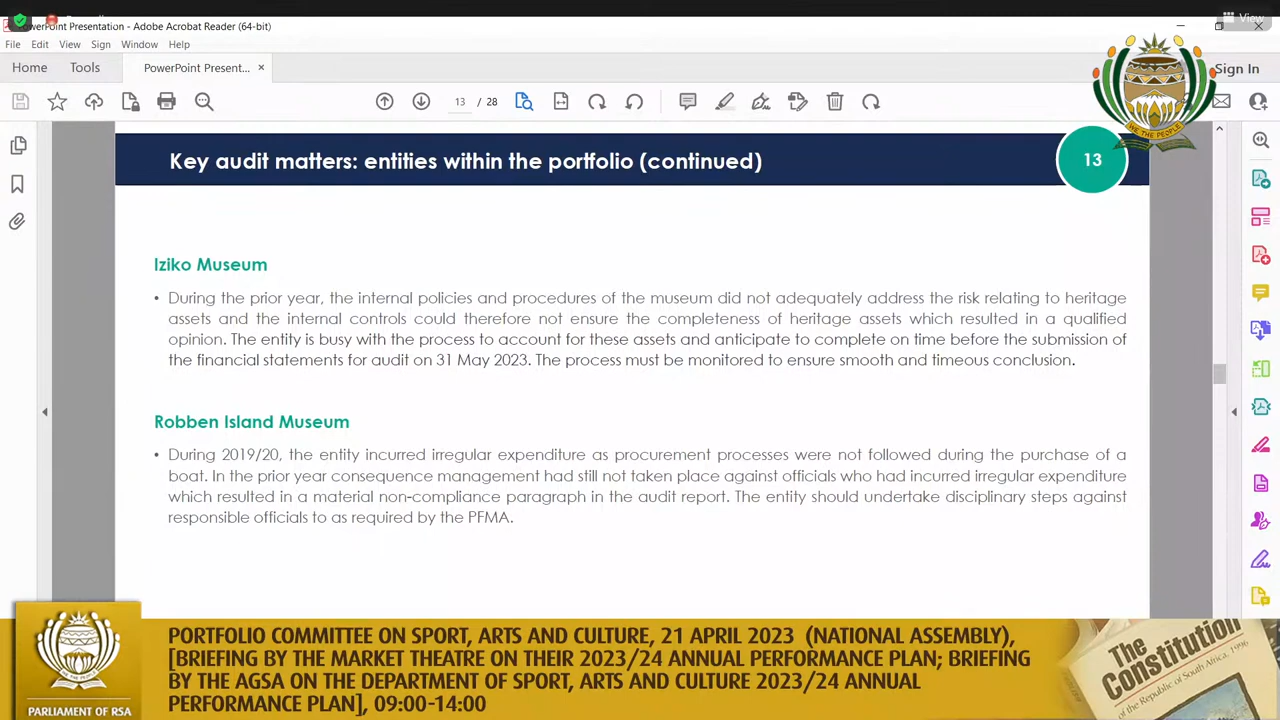 PowerPoint Presentation - Adobe Acrobat Reader (64-bit)
View
File Edit View Sign Window Help
Home Tools PowerPoint Present... × Sign In
13 / 28
WE THE PEOPLE
Key audit matters: entities within the portfolio (continued)
13
Iziko Museum
• During the prior year, the internal policies and procedures of the museum did not adequately address the risk relating to heritage
assets and the internal controls could therefore not ensure the completeness of heritage assets which resulted in a qualified
opinion. The entity is busy with the process to account for these assets and anticipate to complete on time before the submission of
the financial statements for audit on 31 May 2023. The process must be monitored to ensure smooth and timeous conclusion.
Robben Island Museum
• During 2019/20, the entity incurred irregular expenditure as procurement processes were not followed during the purchase of a
boat. In the prior year consequence management had still not taken place against officials who had incurred irregular expenditure
which resulted in a material non-compliance paragraph in the audit report. The entity should undertake disciplinary steps against
responsible officials to as required by the PFMA.
PARLIAMENT OF RSA
PORTFOLIO COMMITTEE ON SPORT, ARTS AND CULTURE, 21 APRIL 2023 (NATIONAL ASSEMBLY),
[BRIEFING BY THE MARKET THEATRE ON THEIR 2023/24 ANNUAL PERFORMANCE PLAN; BRIEFING
BY THE AGSA ON THE DEPARTMENT OF SPORT, ARTS AND CULTURE 2023/24 ANNUAL
PERFORMANCE PLAN], 09:00-14:00
The
Constitution
of the Republic of South Africa, 1996